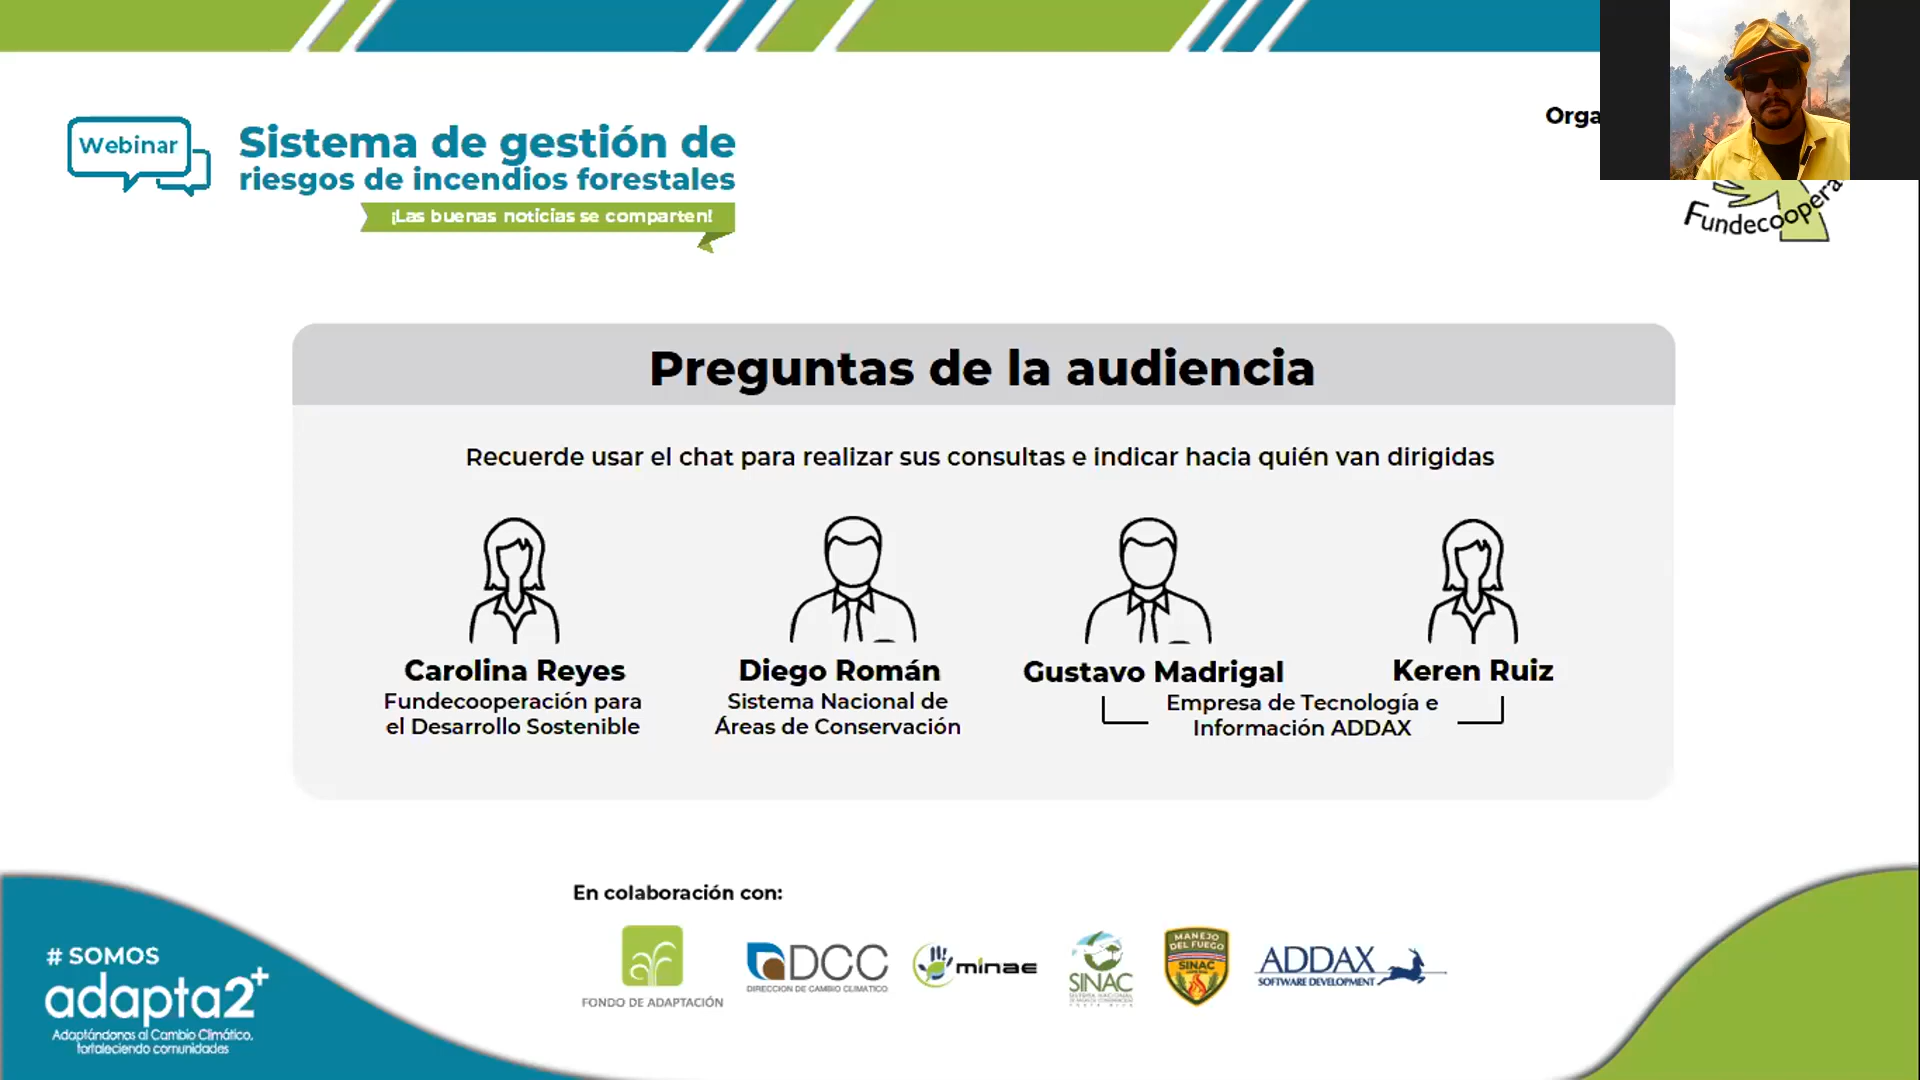 Webinar
Sistema de gestión de
riesgos de incendios forestales
¡Las buenas noticias se comparten!
Fundecoopera
Preguntas de la audiencia
Recuerde usar el chat para realizar sus consultas e indicar hacia quién van dirigidas
Carolina Reyes
Fundecooperación para
el Desarrollo Sostenible
Diego Román
Sistema Nacional de
Áreas de Conservación
Gustavo Madrigal
Keren Ruiz
Empresa de Tecnología e
Información ADDAX
En colaboración con:
FONDO DE ADAPTACIÓN
DCC
DIRECCION DE CAMBIO CLIMATICO
minae
SINAC
MANEJO
DEL FUEGO
SINAC
ADDAX
SOFTWARE DEVELOPMENT
# SOMOS
adapta2+
Adaptándonos al Cambio Climático,
fortaleciendo comunidades